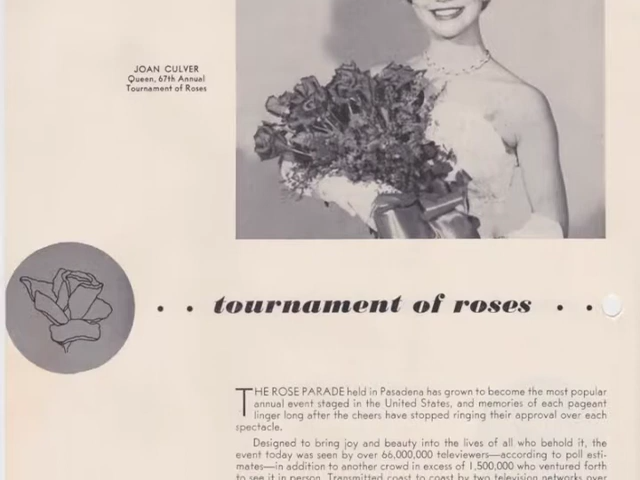 JOAN CULVER
Queen, 67th Annual
Tournament of Roses
. . tournament of roses . .
THE ROSE PARADE held in Pasadena has grown to become the most popular
annual event staged in the United States, and memories of each pageant
linger long after the cheers have stopped ringing their approval over each
spectacle.
Designed to bring joy and beauty into the lives of all who behold it, the
event today was seen by over 66,000,000 televiewers—according to poll esti-
mates—in addition to another crowd in excess of 1,500,000 who ventured forth
to see it in person. Transmitted coast to coast by two television networks over